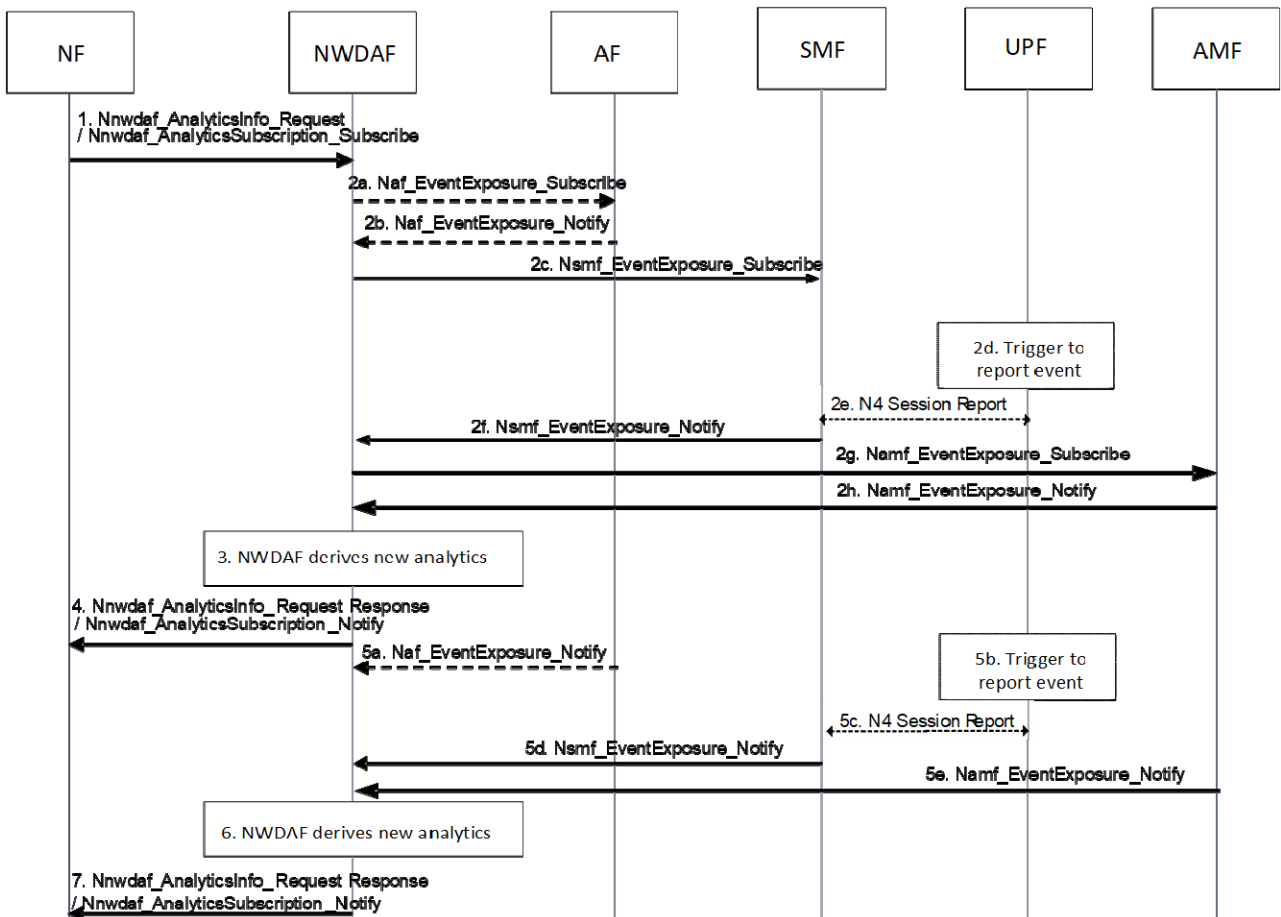 NF
NWDAF
AF
SMF
UPF
AMF
1. Nnwdaf_AnalyticsInfo_Request
/ Nnwdaf_AnalyticsSubscription_Subscribe
2a. Naf_EventExposure_Subscribe
2b. Naf_EventExposure_Notify
2c. Nsmf_EventExposure_Subscribe
2d. Trigger to
report event
2e. N4 Session Report
2f. Nsmf_EventExposure_Notify
2g. Namf_EventExposure_Subscribe
2h. Namf_EventExposure_Notify
3. NWDAF derives new analytics
4. Nnwdaf_AnalyticsInfo_Request Response
/ Nnwdaf_AnalyticsSubscription_Notify
5a. Naf_EventExposure_Notify
5b. Trigger to
report event
5c. N4 Session Report
5d. Nsmf_EventExposure_Notify
5e. Namf_EventExposure_Notify
6. NWDAF derives new analytics
7. Nnwdaf_AnalyticsInfo_Request Response
/ Nnwdaf_AnalyticsSubscription_Notify